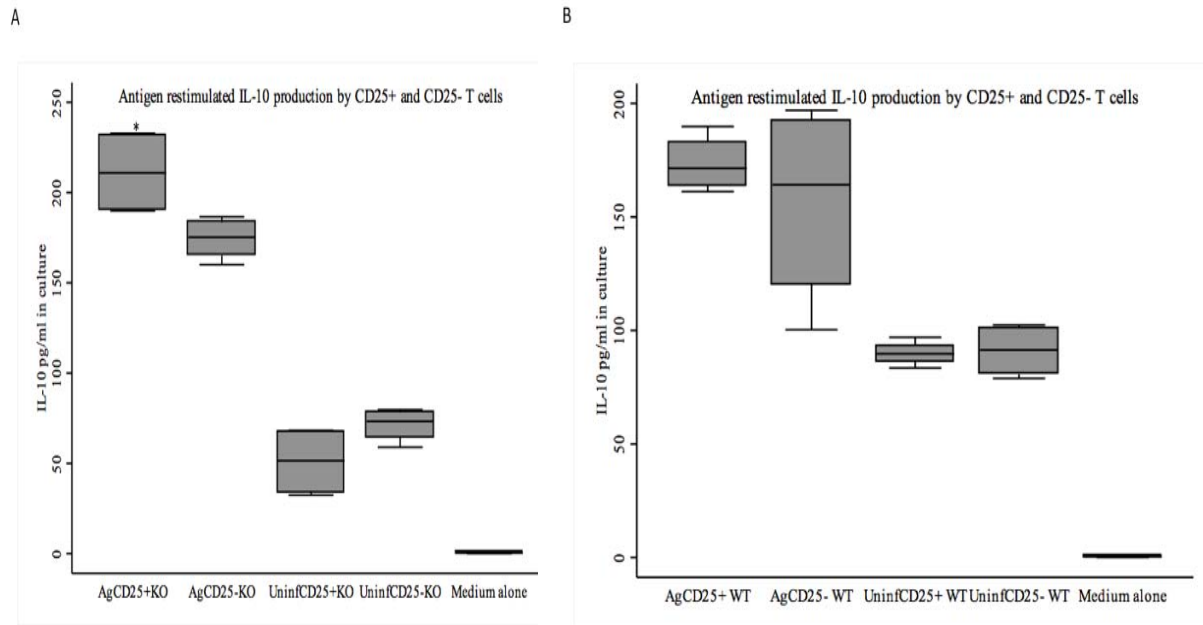 A
Antigen restimulated IL-10 production by CD25+ and CD25- T cells
*
IL-10 pg/ml in culture
250
200
150
100
50
0
AgCD25+KO AgCD25-KO UninfCD25+KO UninfCD25-KO Medium alone
B
Antigen restimulated IL-10 production by CD25+ and CD25- T cells
IL-10 pg/ml in culture
200
150
100
50
0
AgCD25+ WT AgCD25- WT UninfCD25+ WT UninfCD25- WT Medium alone